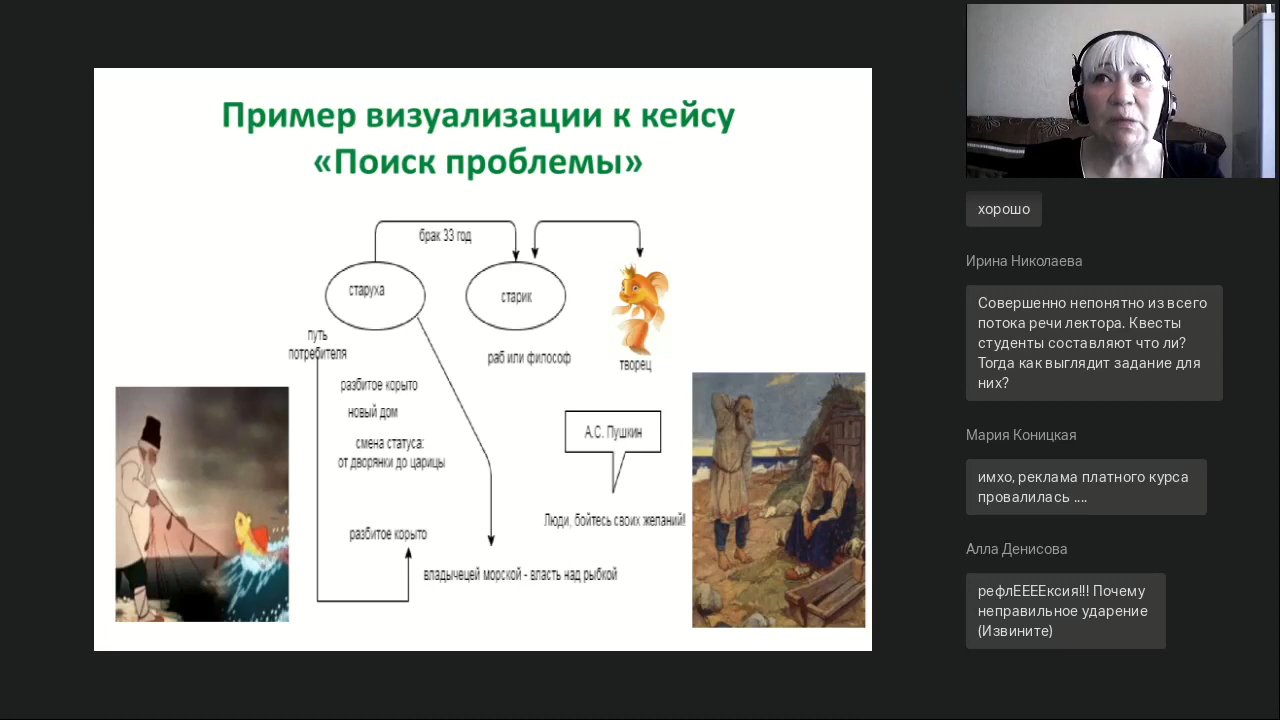 Пример визуализации к кейсу
«Поиск проблемы»
брак 33 год
старуха
старик
путь
потребителя
раб или философ
творец
разбитое корыто
новый дом
смена статуса:
от дворянки до царицы
А.С. Пушкин
Люди, бойтесь своих желаний!
разбитое корыто
владычецей морской - власть над рыбкой
хорошо
Ирина Николаева
Совершенно непонятно из всего
потока речи лектора. Квесты
студенты составляют что ли?
Тогда как выглядит задание для
них?
Мария Коницкая
имхо, реклама платного курса
провалилась ....
Алла Денисова
рефлЕЕЕЕксия!!! Почему
неправильное ударение
(Извините)